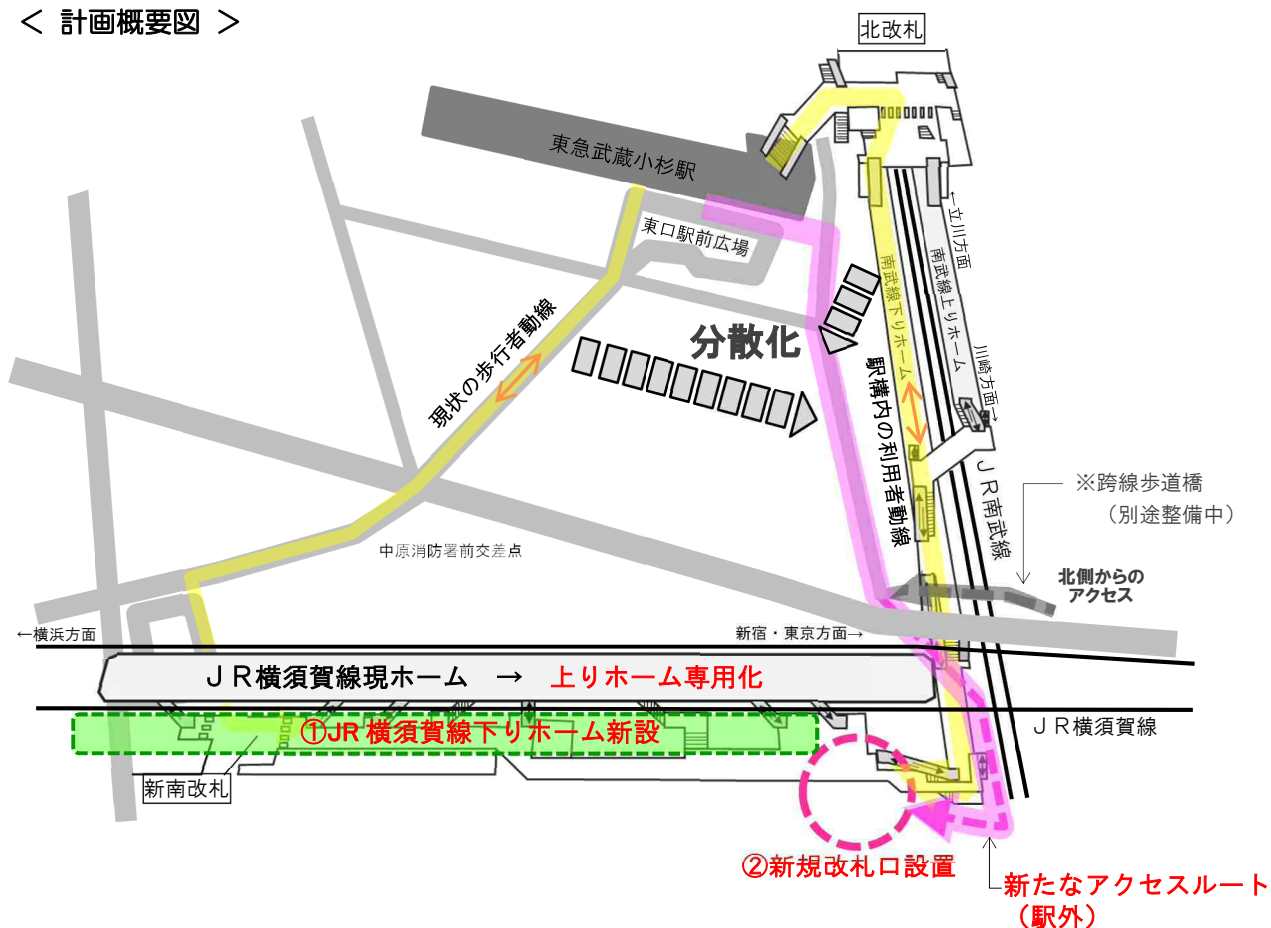 ＜ 計画概要図 ＞
北改札
東急武蔵小杉駅
東口駅前広場
←立川方面
南武線下りホーム
南武線上りホーム
分散化
現状の歩行者動線
駅構内の利用者動線
川崎方面→
ＪＲ南武線
※跨線歩道橋
（別途整備中）
中原消防署前交差点
北側からの
アクセス
←横浜方面
新宿・東京方面→
ＪＲ横須賀線現ホーム → 上りホーム専用化
①JR横須賀線下りホーム新設
ＪＲ横須賀線
新南改札
②新規改札口設置
新たなアクセスルート
（駅外）